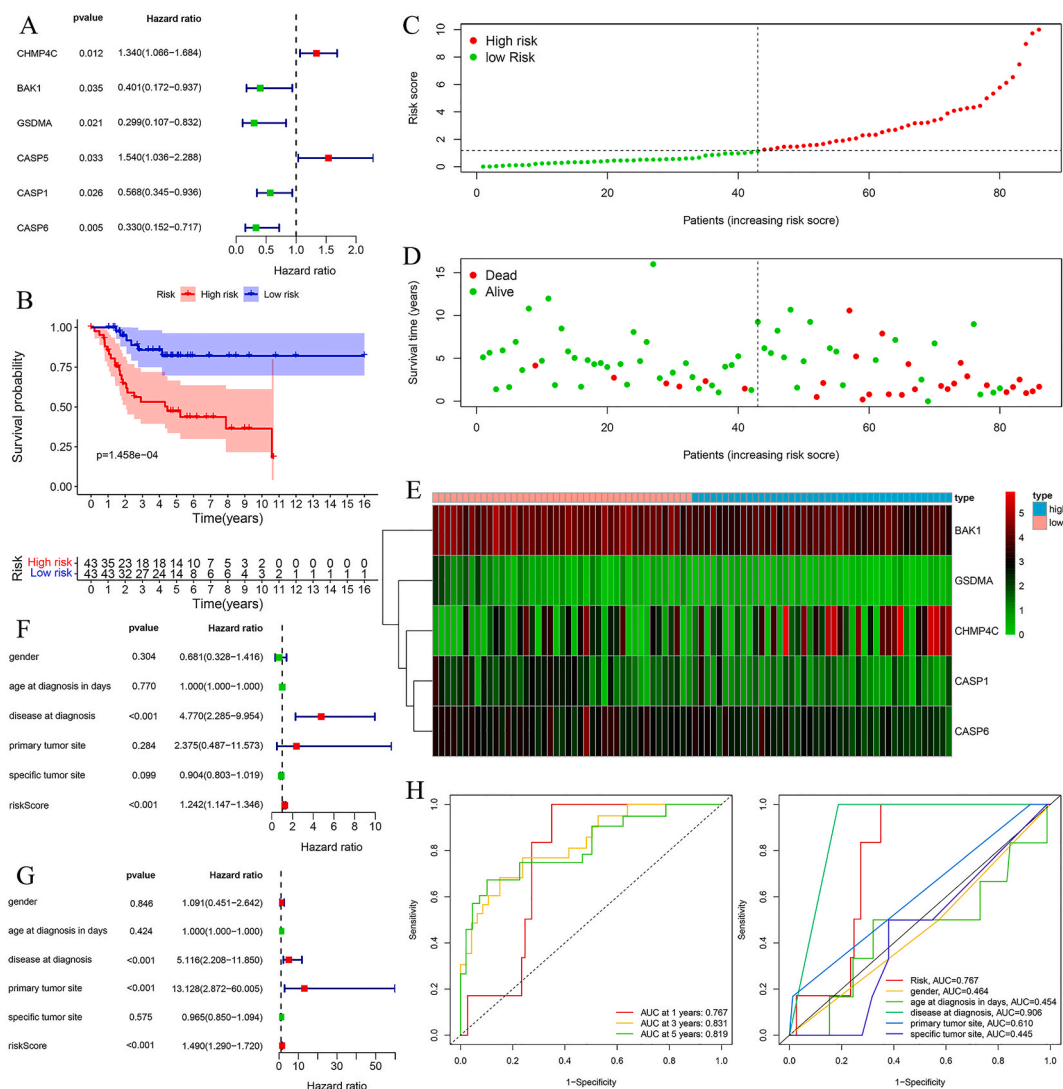 A
pvalue Hazard ratio
CHMP4C 0.012 1.340(1.066−1.684)
BAK1 0.035 0.401(0.172−0.937)
GSDMA 0.021 0.299(0.107−0.832)
CASP5 0.033 1.540(1.036−2.288)
CASP1 0.026 0.568(0.345−0.936)
CASP6 0.005 0.330(0.152−0.717)
0.0 0.5 1.0 1.5 2.0
Hazard ratio
B
Risk High risk Low risk
Survival probability
1.00
0.75
0.50
0.25
0.00
p=1.458e−04
0 1 2 3 4 5 6 7 8 9 10 11 12 13 14 15 16
Time(years)
Risk
High risk 43 35 23 18 18 14 10 7 5 3 2 0 0 0 0 0 0
Low risk 43 43 32 27 24 14 8 6 6 4 3 2 1 1 1 1 1
0 1 2 3 4 5 6 7 8 9 10 11 12 13 14 15 16
Time(years)
C
High risk
low Risk
Risk score
10
8
6
4
2
0
0 20 40 60 80
Patients (increasing risk socre)
D
Dead
Alive
Survival time (years)
15
10
5
0
0 20 40 60 80
Patients (increasing risk socre)
E
type
BAK1
GSDMA
CHMP4C
CASP1
CASP6
5
4
3
2
1
0
type
high
low
F
pvalue Hazard ratio
gender 0.304 0.681(0.328−1.416)
age at diagnosis in days 0.770 1.000(1.000−1.000)
disease at diagnosis <0.001 4.770(2.285−9.954)
primary tumor site 0.284 2.375(0.487−11.573)
specific tumor site 0.099 0.904(0.803−1.019)
riskScore <0.001 1.242(1.147−1.346)
0 2 4 6 8 10
Hazard ratio
G
pvalue Hazard ratio
gender 0.846 1.091(0.451−2.642)
age at diagnosis in days 0.424 1.000(1.000−1.000)
disease at diagnosis <0.001 5.116(2.208−11.850)
primary tumor site <0.001 13.128(2.872−60.005)
specific tumor site 0.575 0.965(0.850−1.094)
riskScore <0.001 1.490(1.290−1.720)
0 10 20 30 40 50 60
Hazard ratio
H
Sensitivity
1.0
0.8
0.6
0.4
0.2
0.0
AUC at 1 years: 0.767
AUC at 3 years: 0.831
AUC at 5 years: 0.819
0.0 0.2 0.4 0.6 0.8 1.0
1−Specificity
Sensitivity
1.0
0.8
0.6
0.4
0.2
0.0
Risk, AUC=0.767
gender, AUC=0.464
age at diagnosis in days, AUC=0.454
disease at diagnosis, AUC=0.906
primary tumor site, AUC=0.610
specific tumor site, AUC=0.445
0.0 0.2 0.4 0.6 0.8 1.0
1−Specificity